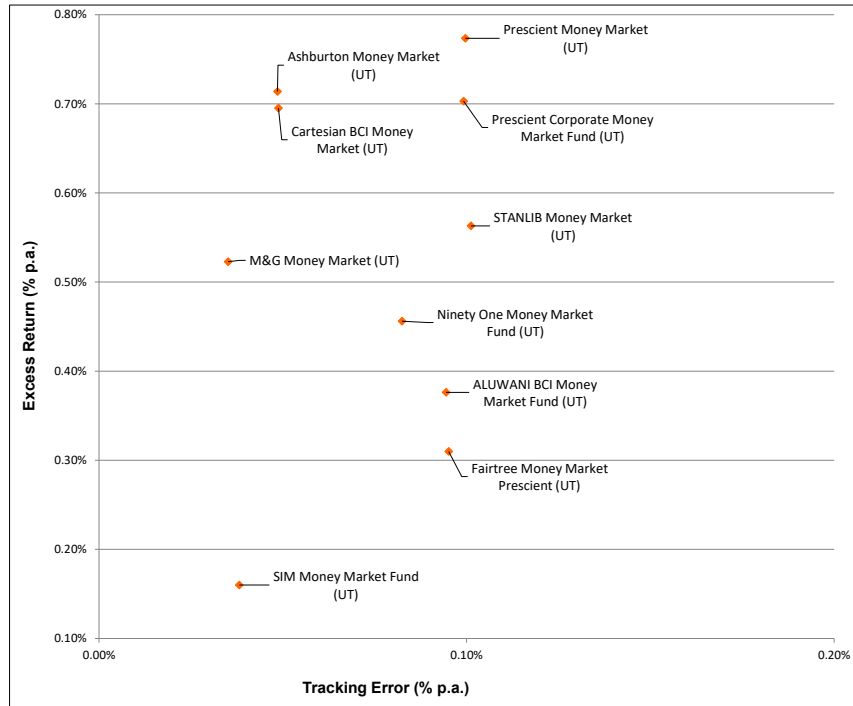 0.80%
Prescient Money Market
(UT)
Ashburton Money Market
(UT)
0.70%
Prescient Corporate Money
Market Fund (UT)
Cartesian BCI Money
Market (UT)
0.60%
STANLIB Money Market
(UT)
M&G Money Market (UT)
0.50%
Ninety One Money Market
Fund (UT)
0.40%
ALUWANI BCI Money
Market Fund (UT)
0.30%
Fairtree Money Market
Prescient (UT)
0.20%
SIM Money Market Fund
(UT)
0.10%
Excess Return (% p.a.)
0.00%
0.10%
0.20%
Tracking Error (% p.a.)